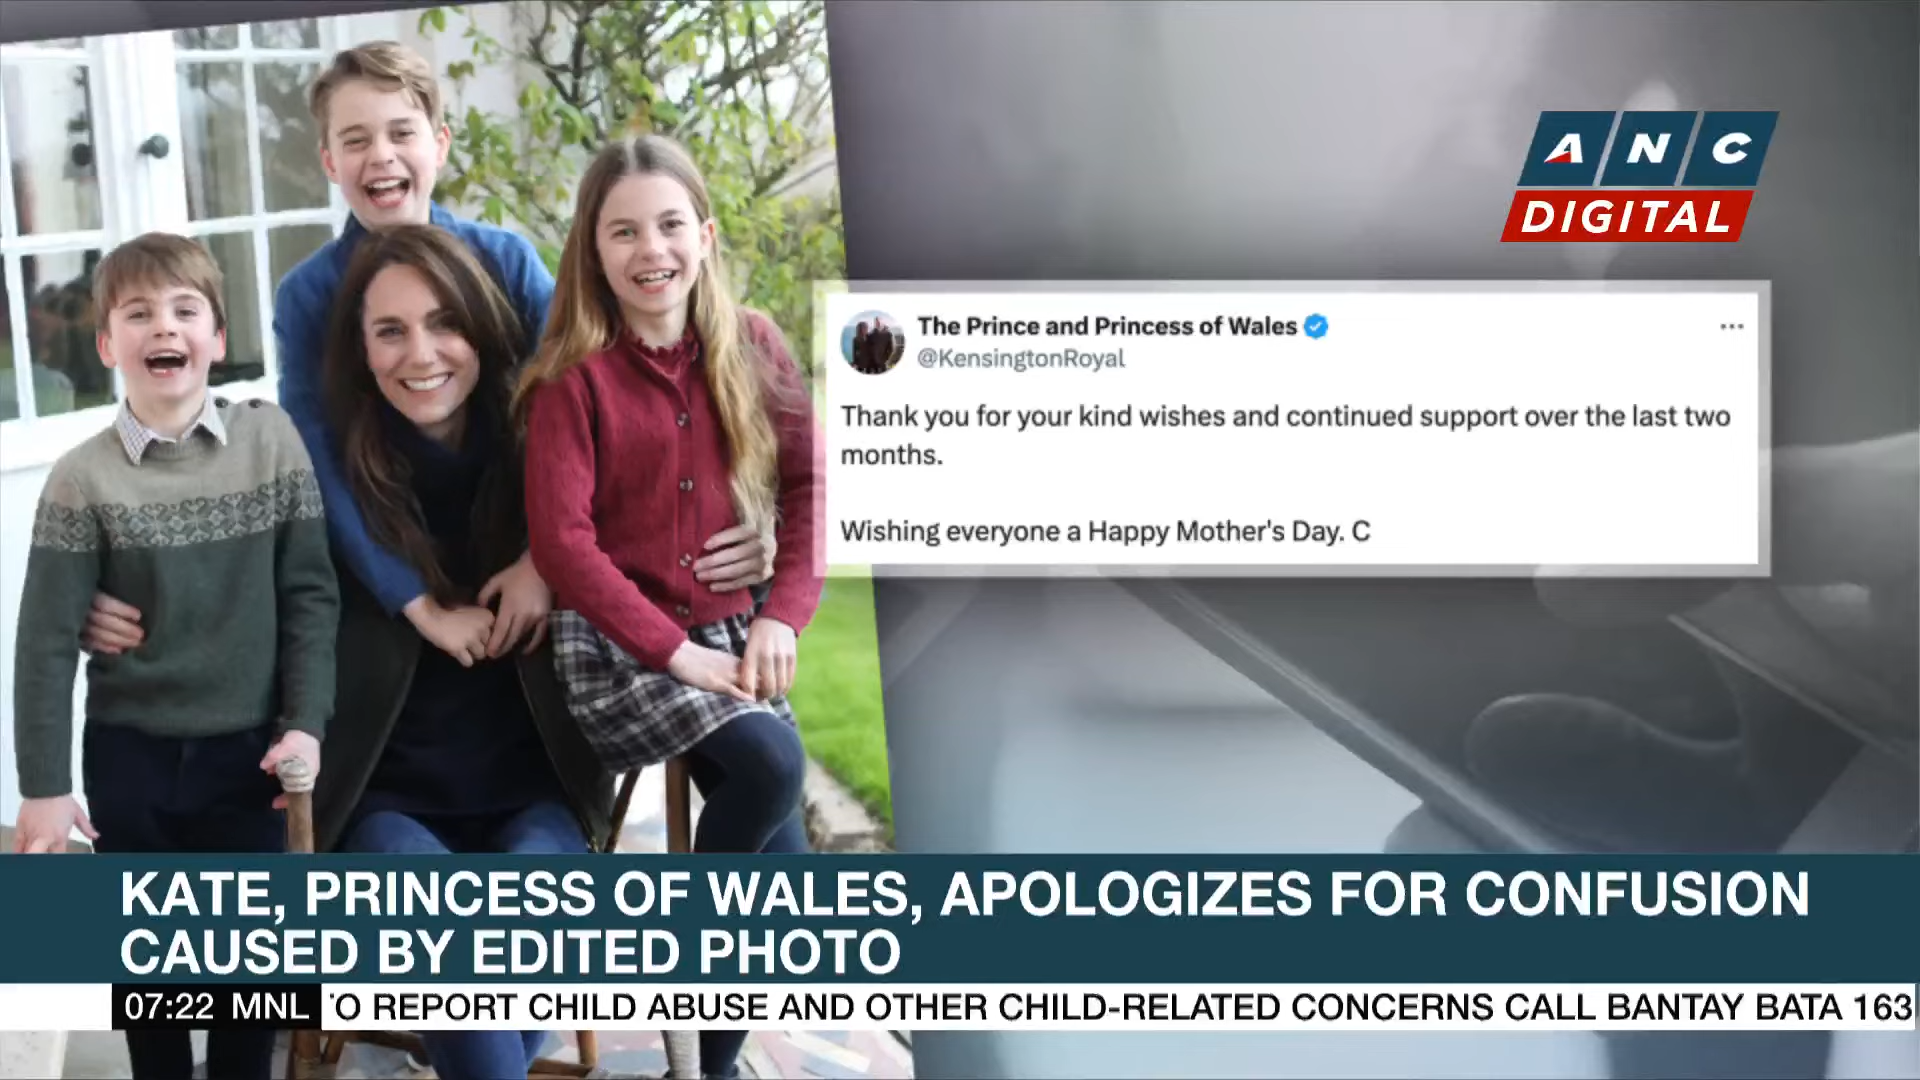 ANC
DIGITAL
The Prince and Princess of Wales
@KensingtonRoyal
Thank you for your kind wishes and continued support over the last two
months.
Wishing everyone a Happy Mother's Day. C
KATE, PRINCESS OF WALES, APOLOGIZES FOR CONFUSION
CAUSED BY EDITED PHOTO
07:22 MNL O REPORT CHILD ABUSE AND OTHER CHILD-RELATED CONCERNS CALL BANTAY BATA 163